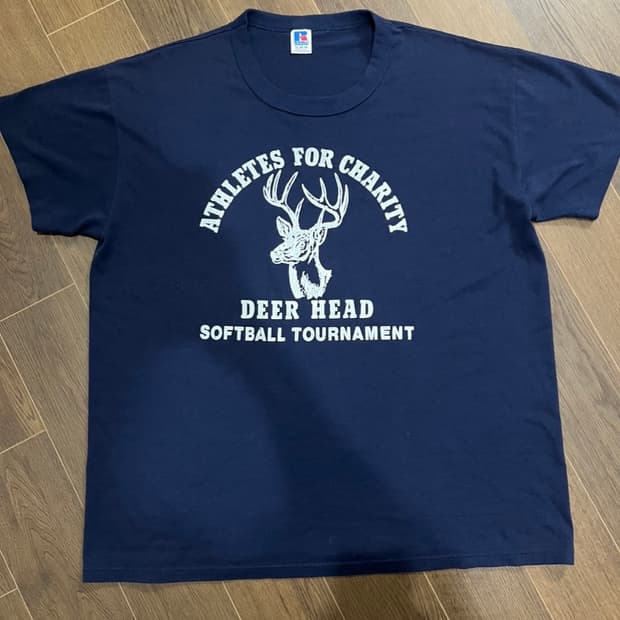 ATHLETES FOR CHARITY
DEER HEAD
SOFTBALL TOURNAMENT